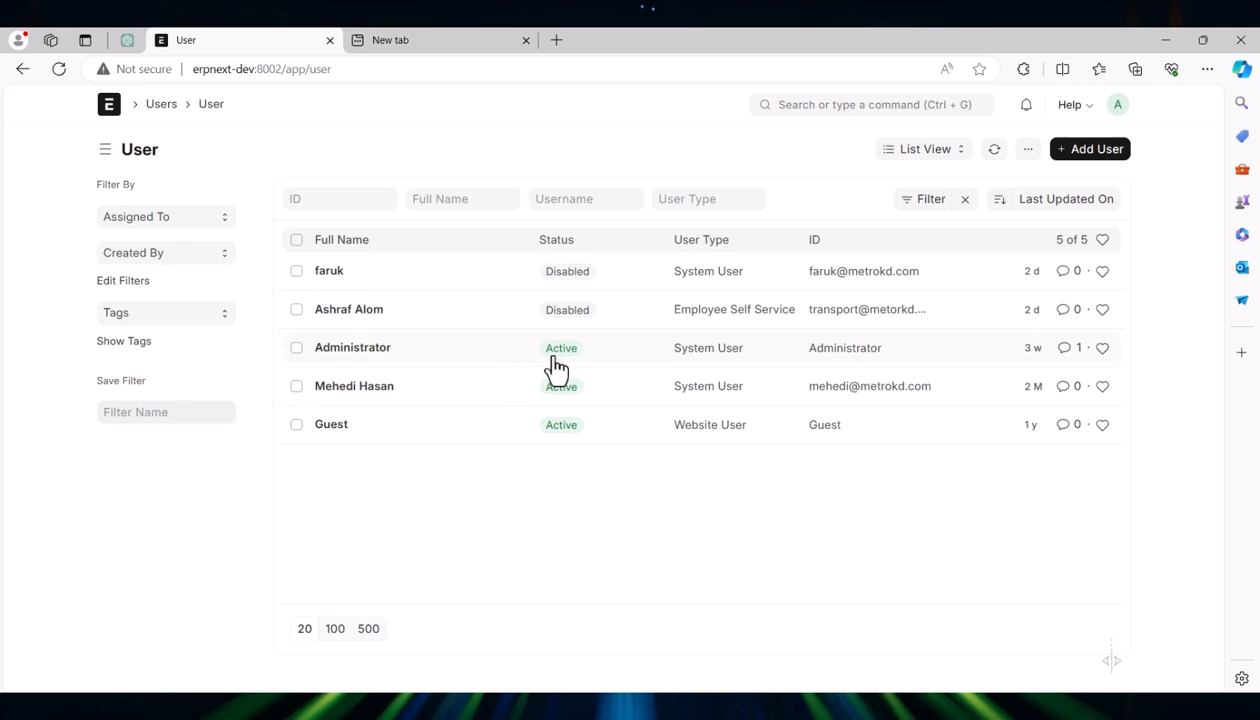 User
New tab
Not secure
erpnext-dev:8002/app/user
E
Users
User
Search or type a command (Ctrl + G)
Help
A
User
List View
+ Add User
Filter By
Assigned To
Created By
Edit Filters
Tags
Show Tags
Save Filter
Filter Name
ID
Full Name
Username
User Type
Filter
Last Updated On
Full Name Status User Type ID 5 of 5
faruk Disabled System User faruk@metrokd.com 2 d 0
Ashraf Alom Disabled Employee Self Service transport@metorkd.... 2 d 0
Administrator Active System User Administrator 3 w 1
Mehedi Hasan Active System User mehedi@metrokd.com 2 M 0
Guest Active Website User Guest 1 y 0
20 100 500